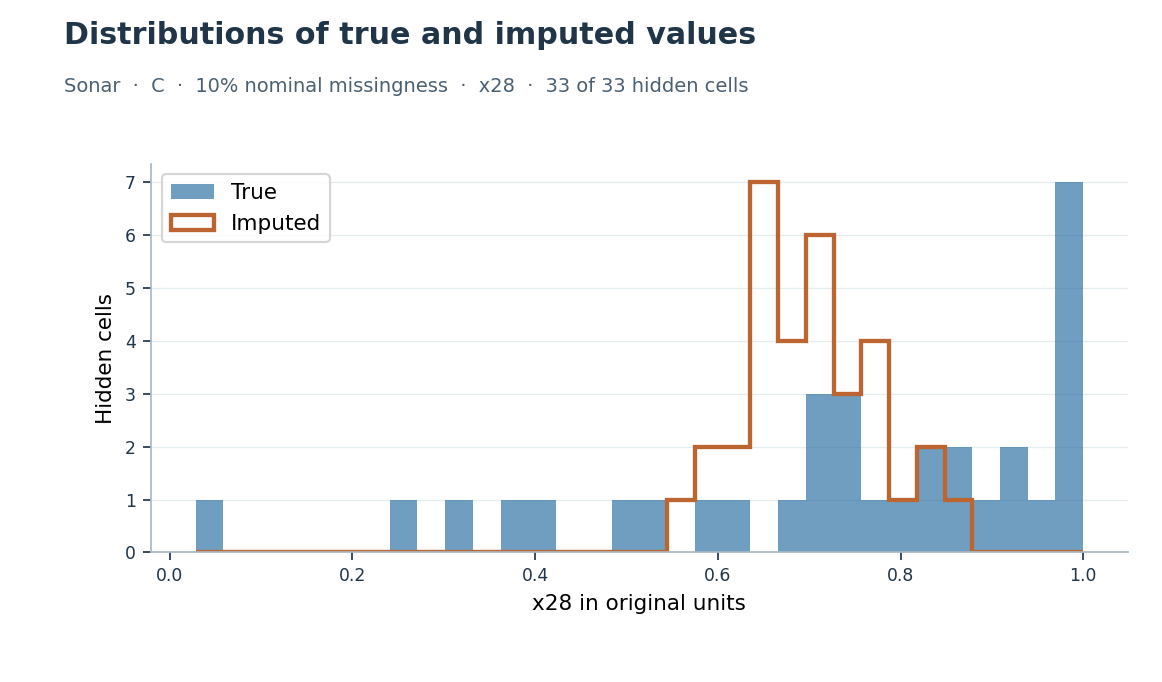 Distributions of true and imputed values
Sonar · C · 10% nominal missingness · x28 · 33 of 33 hidden cells
True
Imputed
Hidden cells
7
6
5
4
3
2
1
0
0.0 0.2 0.4 0.6 0.8 1.0
x28 in original units